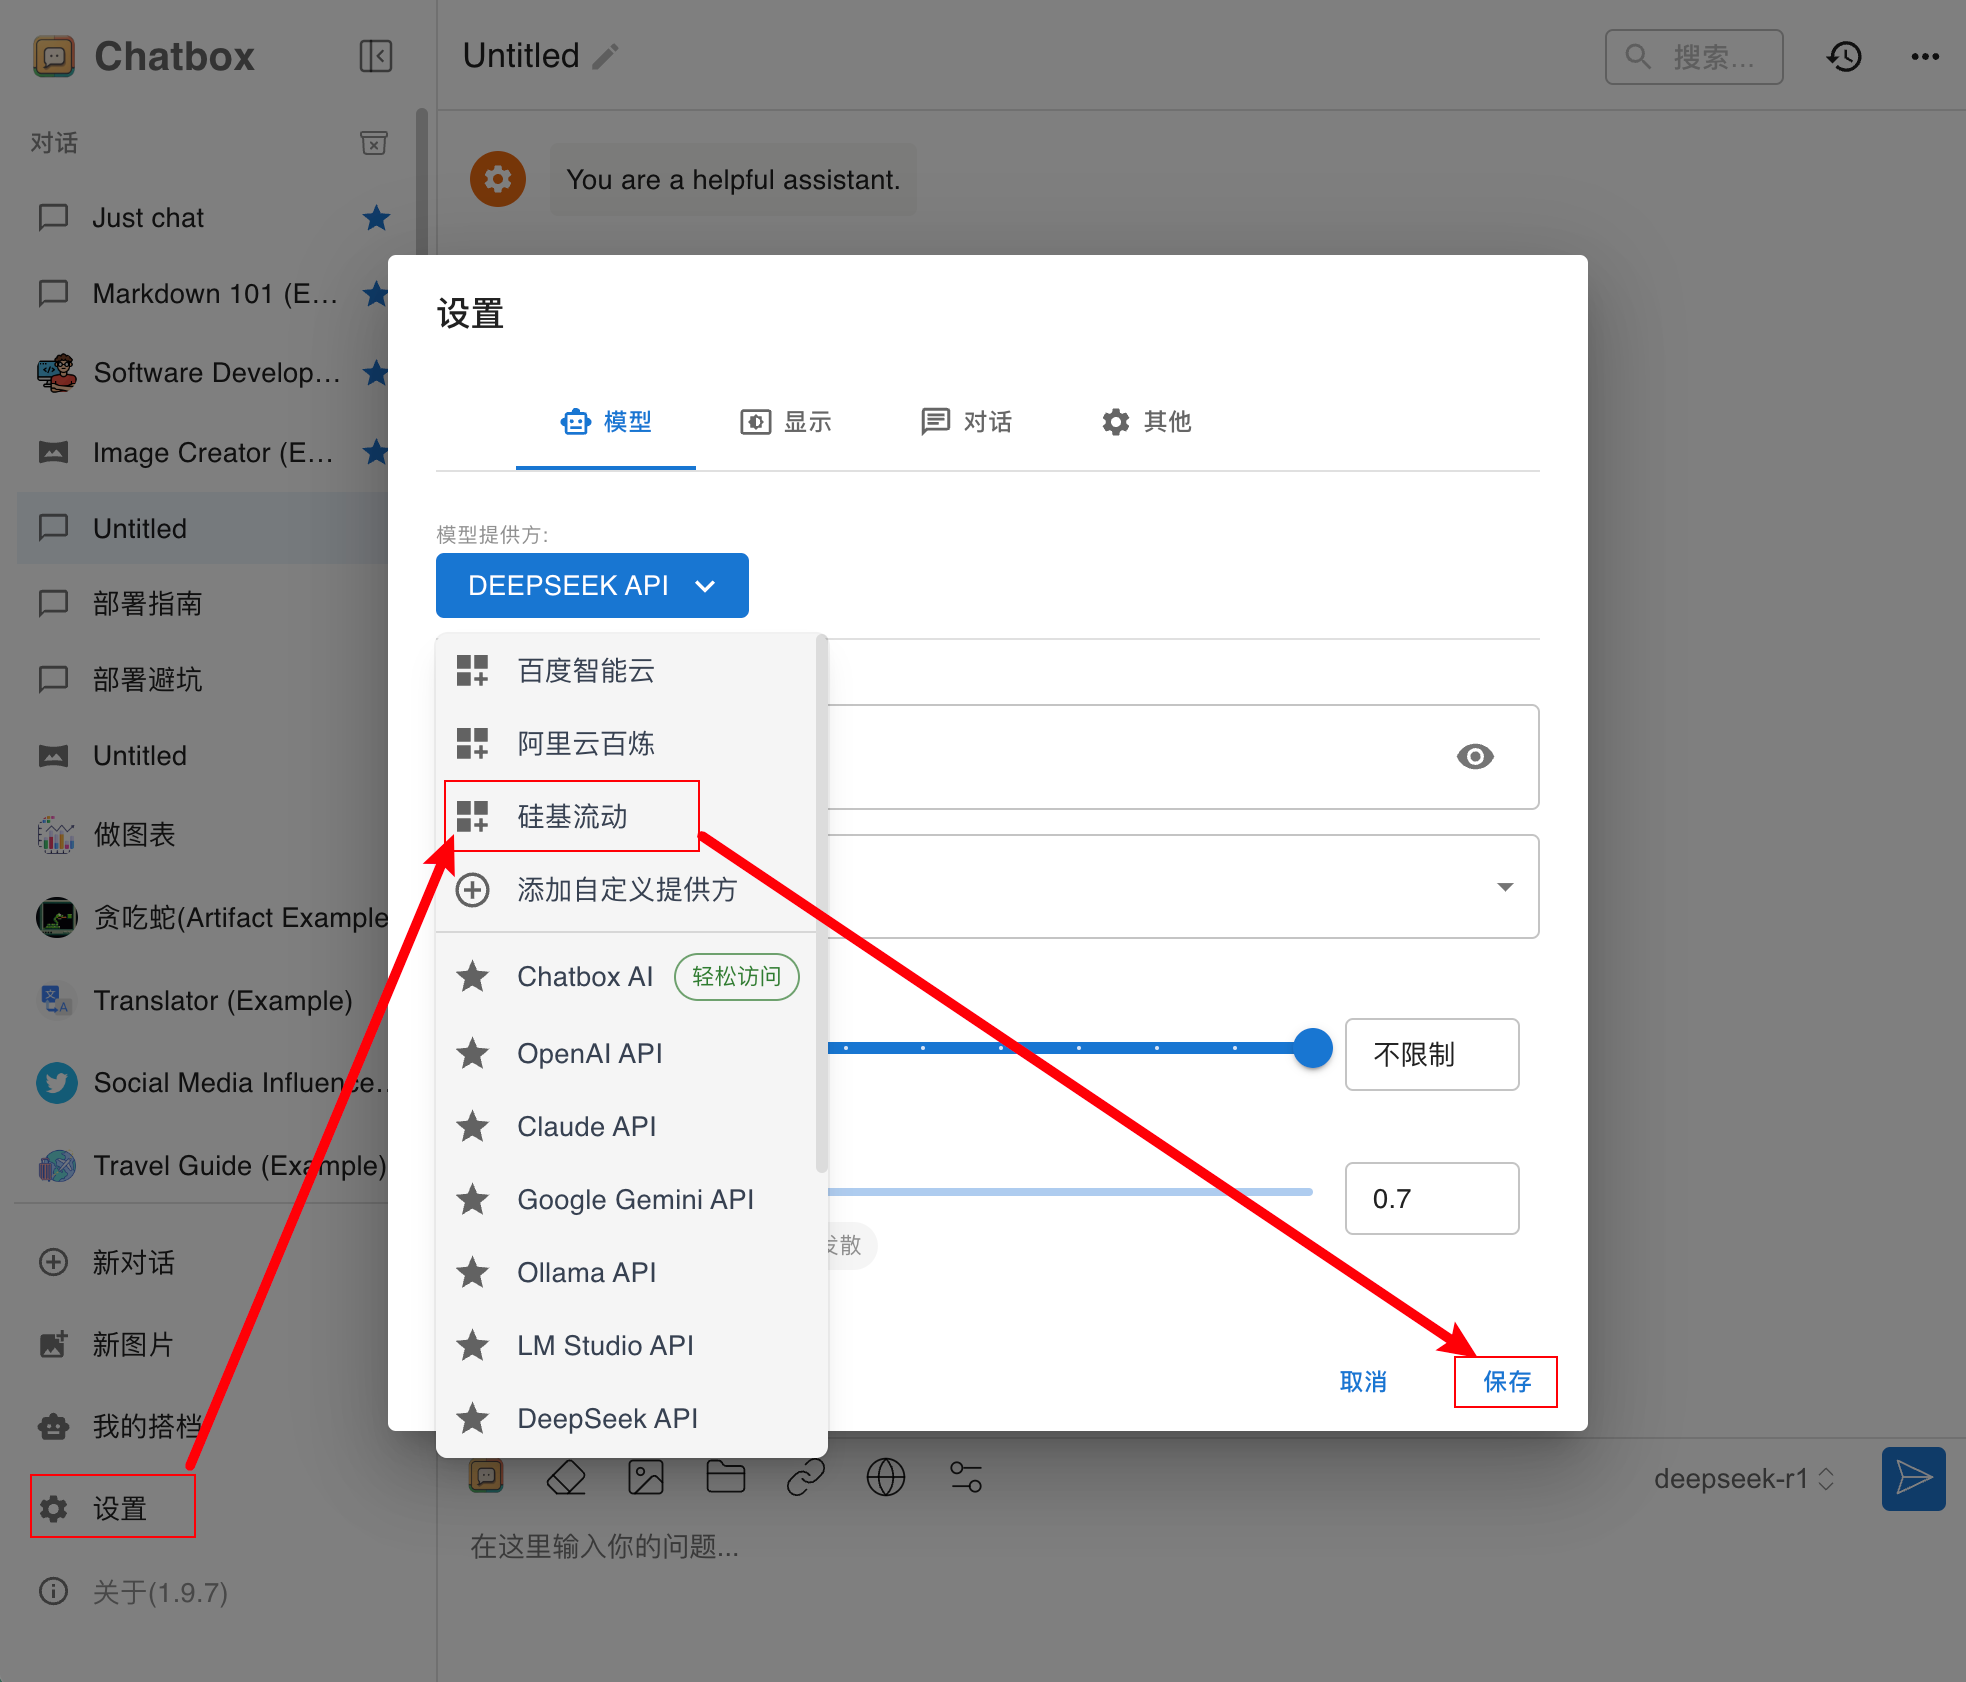 Chatbox
对话
Just chat
Markdown 101 (E...
Software Develop...
Image Creator (E...
Untitled
部署指南
部署避坑
Untitled
做图表
贪吃蛇(Artifact Example
Translator (Example)
Social Media Influence...
Travel Guide (Example)
新对话
新图片
我的搭档
设置
关于(1.9.7)
Untitled
搜索...
You are a helpful assistant.
设置
模型
显示
对话
其他
模型提供方:
DEEPSEEK API
百度智能云
阿里云百炼
硅基流动
添加自定义提供方
Chatbox AI 轻松访问
OpenAI API
Claude API
Google Gemini API
Ollama API
LM Studio API
DeepSeek API
不限制
0.7
发散
取消
保存
deepseek-r1
在这里输入你的问题...